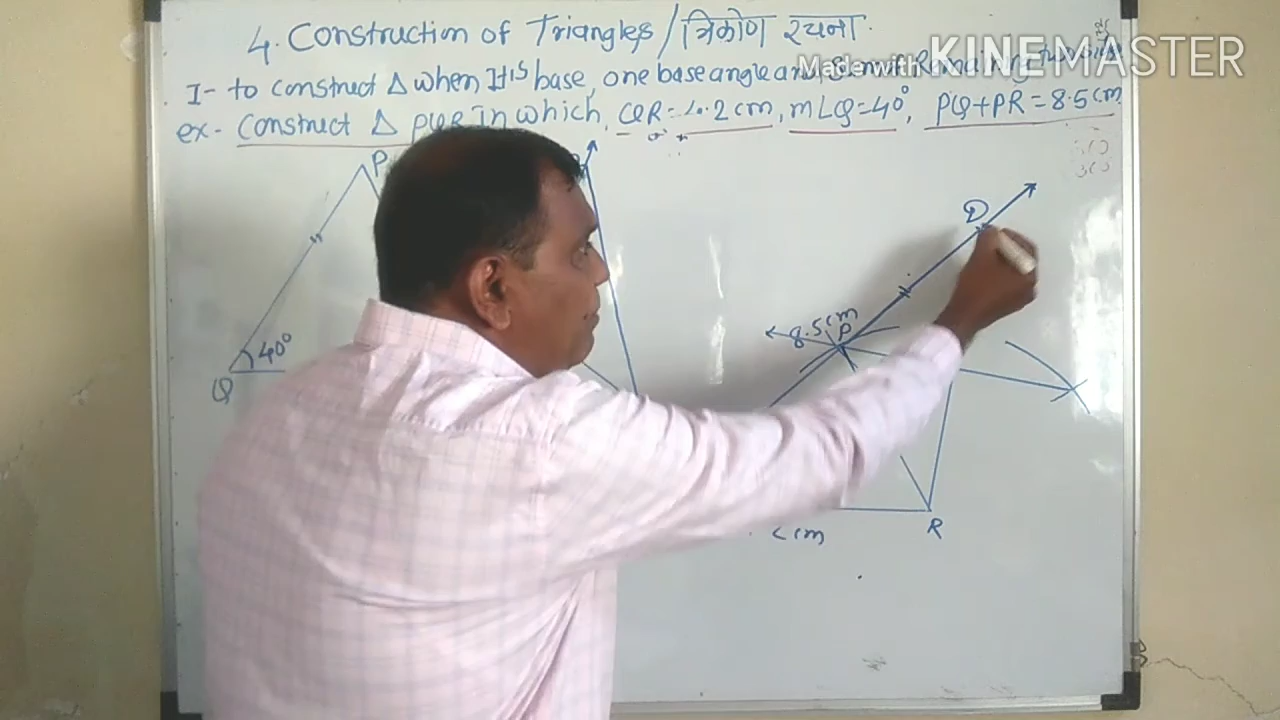 4. Construction of Triangles / त्रिकोण रचना.
I- to construct Δ when Its base, one base angle and
Made with KINEMASTER
ex- Construct Δ PQR in which, QR = .2 cm, m∠Q = 40°, PQ + PR = 8.5 cm
P
40°
Q
D
8.5 cm
P
cm
R